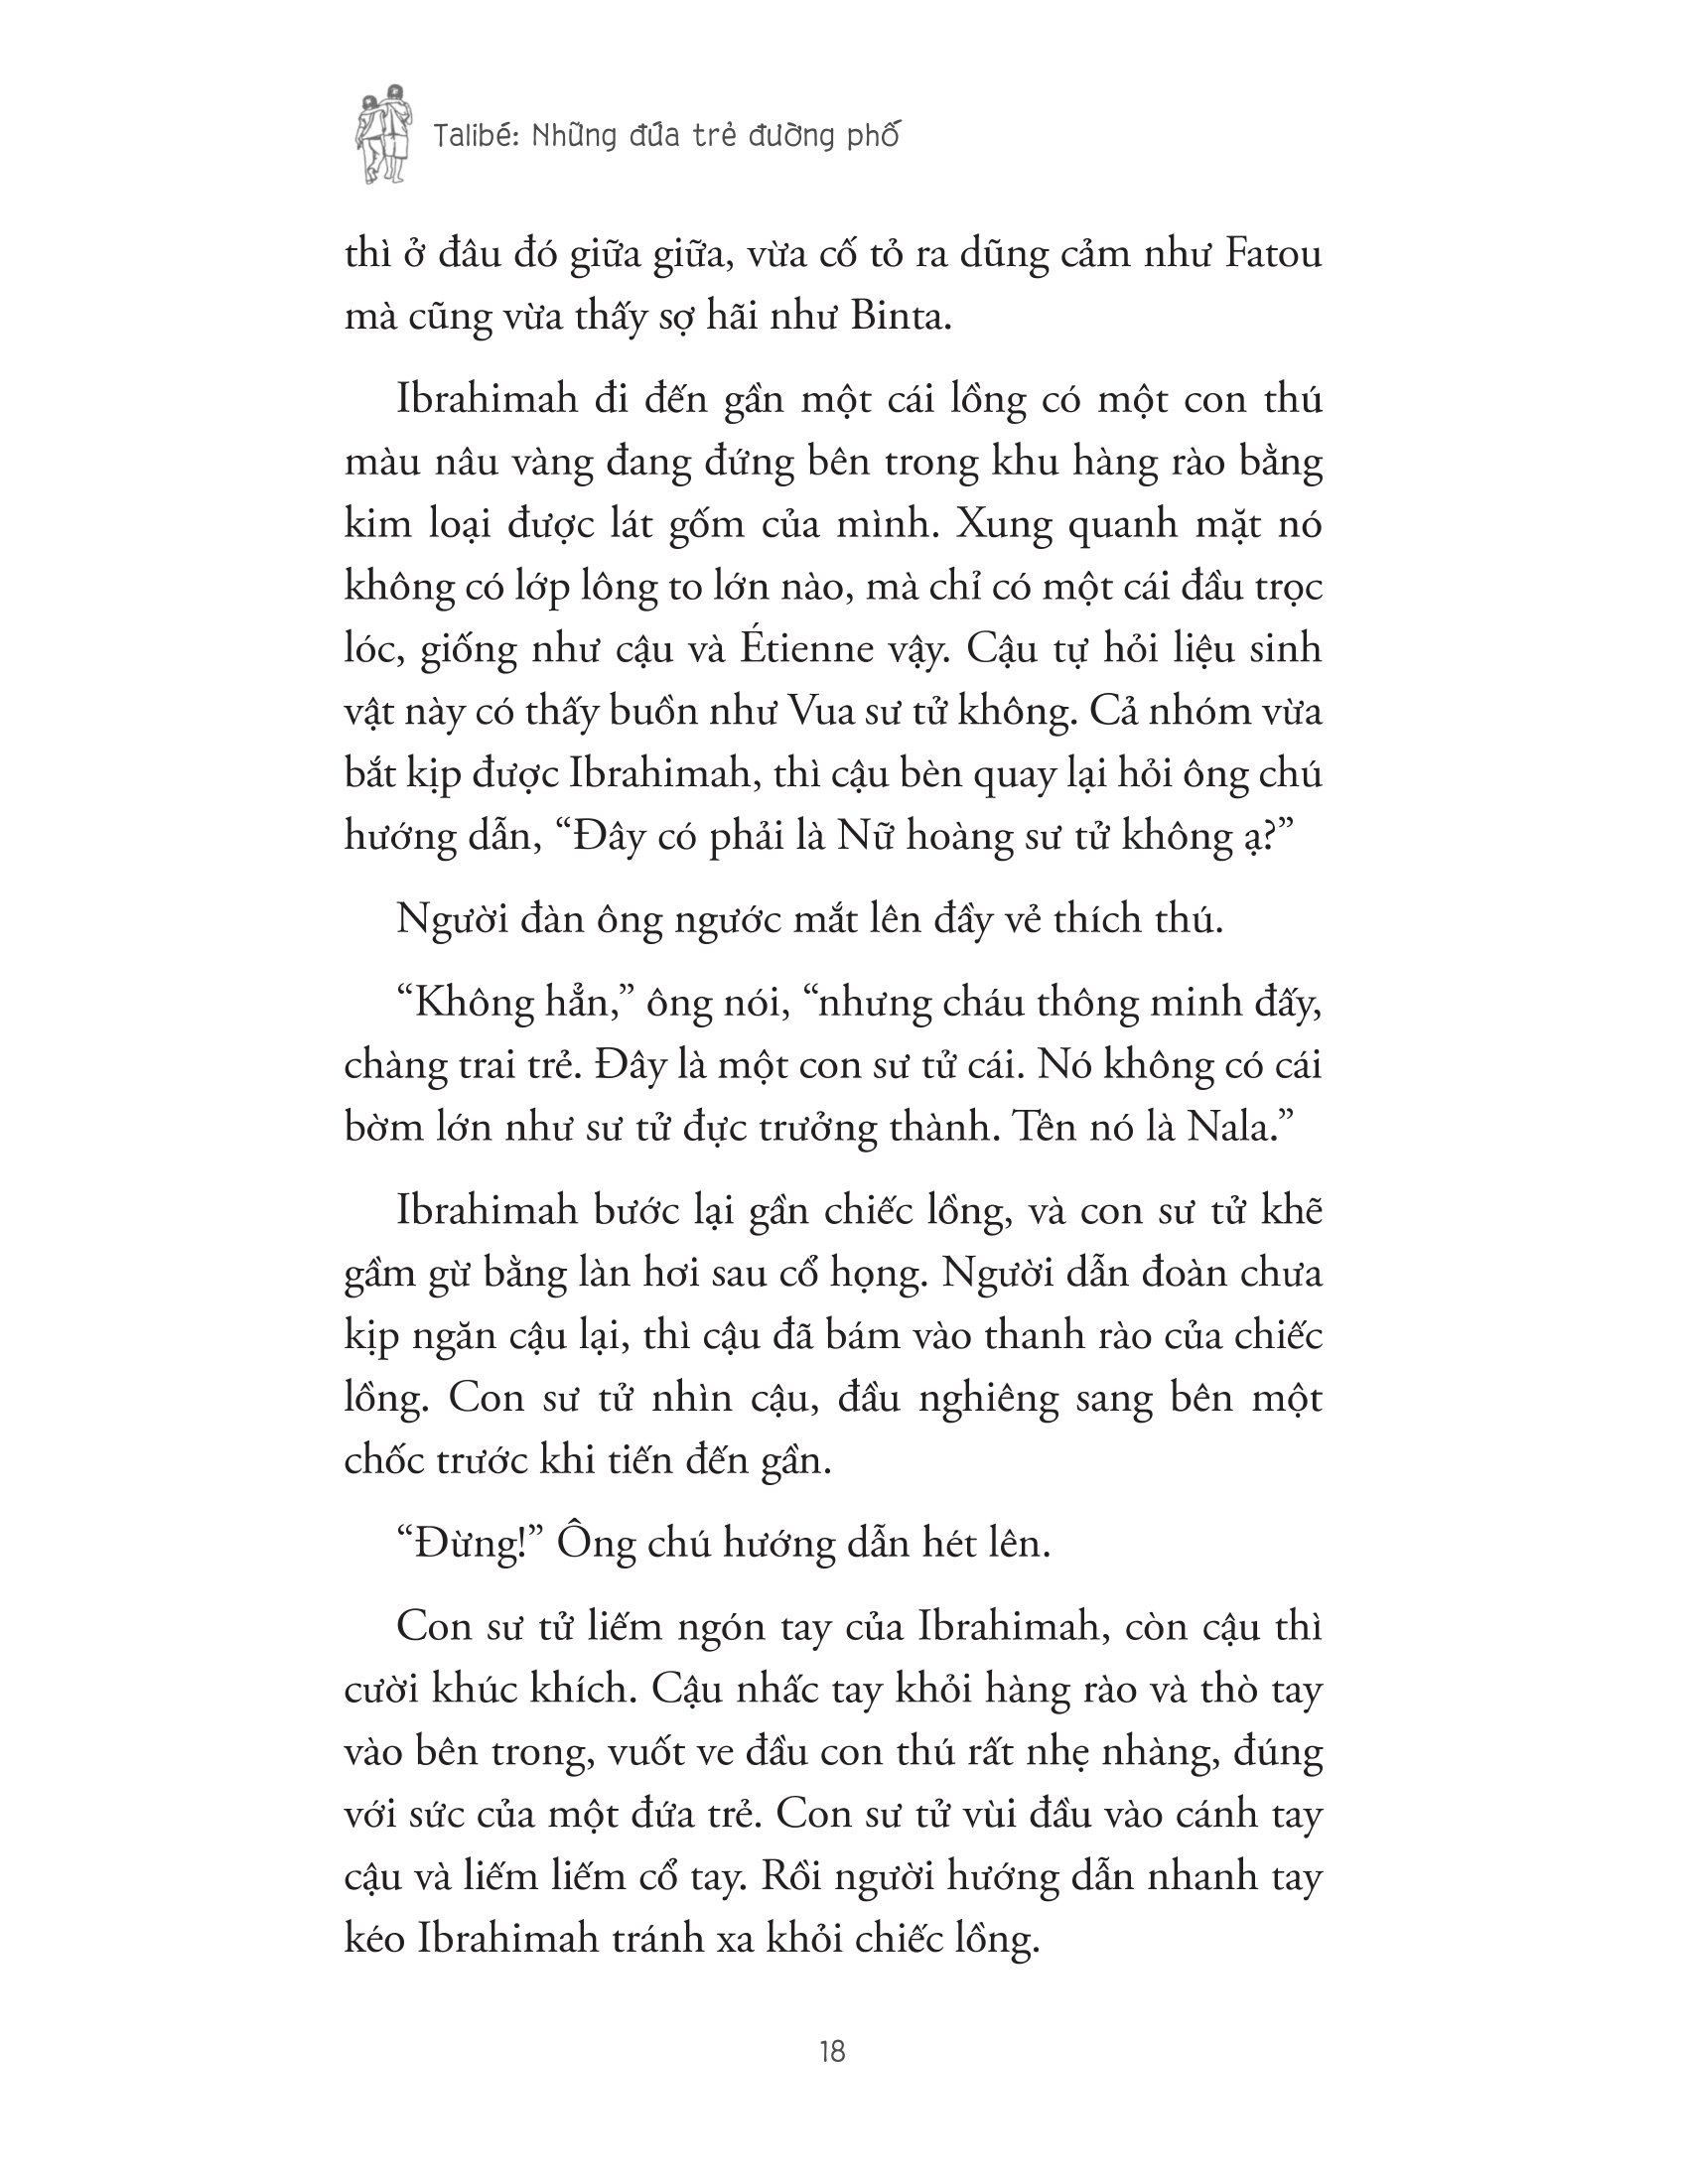 Talibé: Những đứa trẻ đường phố
thì ở đâu đó giữa giữa, vừa cố tỏ ra dũng cảm như Fatou
mà cũng vừa thấy sợ hãi như Binta.
Ibrahimah đi đến gần một cái lồng có một con thú
màu nâu vàng đang đứng bên trong khu hàng rào bằng
kim loại được lát gốm của mình. Xung quanh mặt nó
không có lớp lông to lớn nào, mà chỉ có một cái đầu trọc
lóc, giống như cậu và Étienne vậy. Cậu tự hỏi liệu sinh
vật này có thấy buồn như Vua sư tử không. Cả nhóm vừa
bắt kịp được Ibrahimah, thì cậu bèn quay lại hỏi ông chú
hướng dẫn, “Đây có phải là Nữ hoàng sư tử không ạ?”
Người đàn ông ngước mắt lên đầy vẻ thích thú.
“Không hẳn,” ông nói, “nhưng cháu thông minh đấy,
chàng trai trẻ. Đây là một con sư tử cái. Nó không có cái
bờm lớn như sư tử đực trưởng thành. Tên nó là Nala.”
Ibrahimah bước lại gần chiếc lồng, và con sư tử khẽ
gầm gừ bằng làn hơi sau cổ họng. Người dẫn đoàn chưa
kịp ngăn cậu lại, thì cậu đã bám vào thanh rào của chiếc
lồng. Con sư tử nhìn cậu, đầu nghiêng sang bên một
chốc trước khi tiến đến gần.
“Đừng!” Ông chú hướng dẫn hét lên.
Con sư tử liếm ngón tay của Ibrahimah, còn cậu thì
cười khúc khích. Cậu nhấc tay khỏi hàng rào và thò tay
vào bên trong, vuốt ve đầu con thú rất nhẹ nhàng, đúng
với sức của một đứa trẻ. Con sư tử vùi đầu vào cánh tay
cậu và liếm liếm cổ tay. Rồi người hướng dẫn nhanh tay
kéo Ibrahimah tránh xa khỏi chiếc lồng.
18